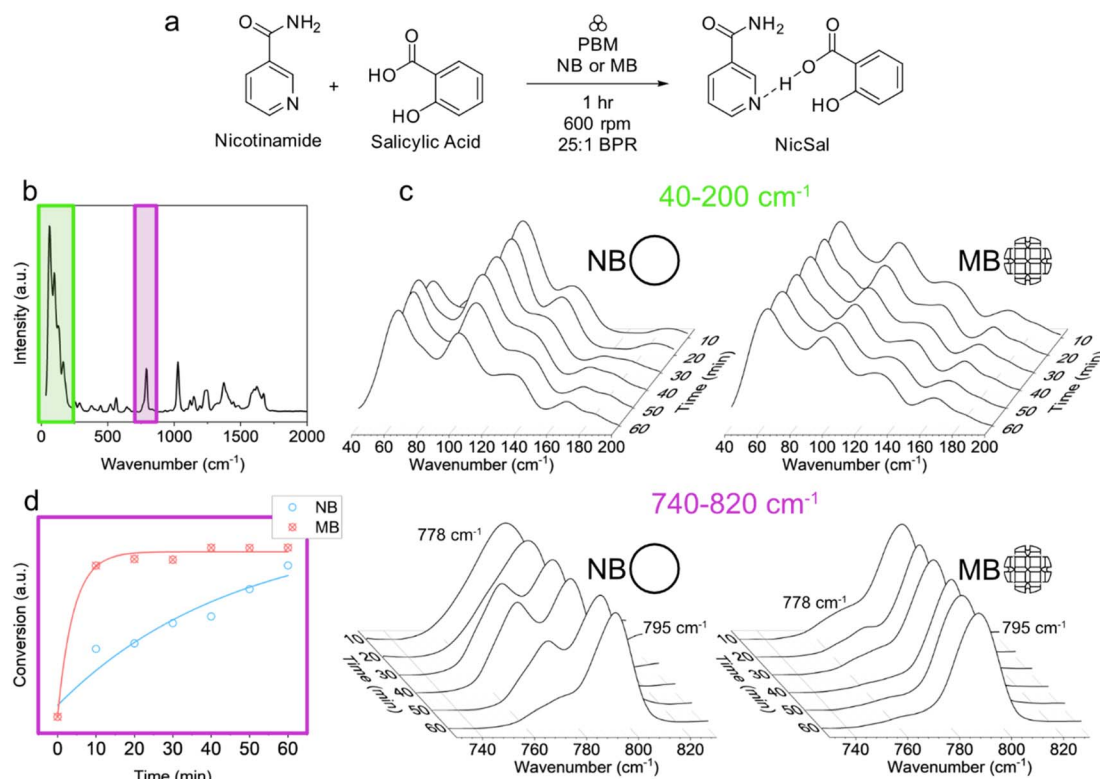 a
O NH₂
N
Nicotinamide
+
O
HO
HO
Salicylic Acid
PBM
NB or MB
1 hr
600 rpm
25:1 BPR
O NH₂
N H O
O
HO
NicSal
b
Intensity (a.u.)
0 500 1000 1500 2000
Wavenumber (cm⁻¹)
c
40-200 cm⁻¹
NB
10
20
30
40
50
60
Time (min)
40 60 80 100 120 140 160 180 200
Wavenumber (cm⁻¹)
MB
10
20
30
40
50
60
Time (min)
40 60 80 100 120 140 160 180 200
Wavenumber (cm⁻¹)
740-820 cm⁻¹
778 cm⁻¹
NB
795 cm⁻¹
10
20
30
40
50
60
Time (min)
740 760 780 800 820
Wavenumber (cm⁻¹)
778 cm⁻¹
MB
795 cm⁻¹
10
20
30
40
50
60
Time (min)
740 760 780 800 820
Wavenumber (cm⁻¹)
d
NB
MB
Conversion (a.u.)
0 10 20 30 40 50 60
Time (min)